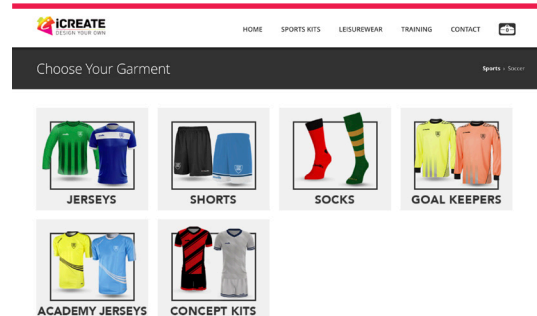 iCREATE
DESIGN YOUR OWN
HOME SPORTS KITS LEISUREWEAR TRAINING CONTACT
Choose Your Garment
Sports Soccer
JERSEYS SHORTS SOCKS GOAL KEEPERS
ACADEMY JERSEYS CONCEPT KITS